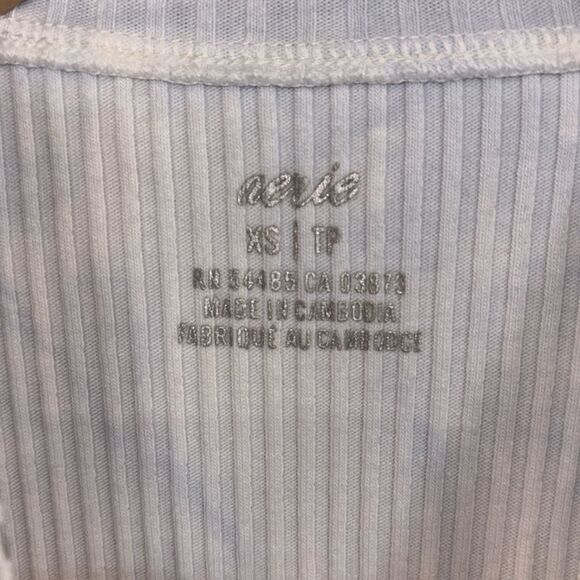 aerie
XS | TP
RN 54485 CA 03873
MADE IN CAMBODIA
FABRIQUÉ AU CAMBODGE